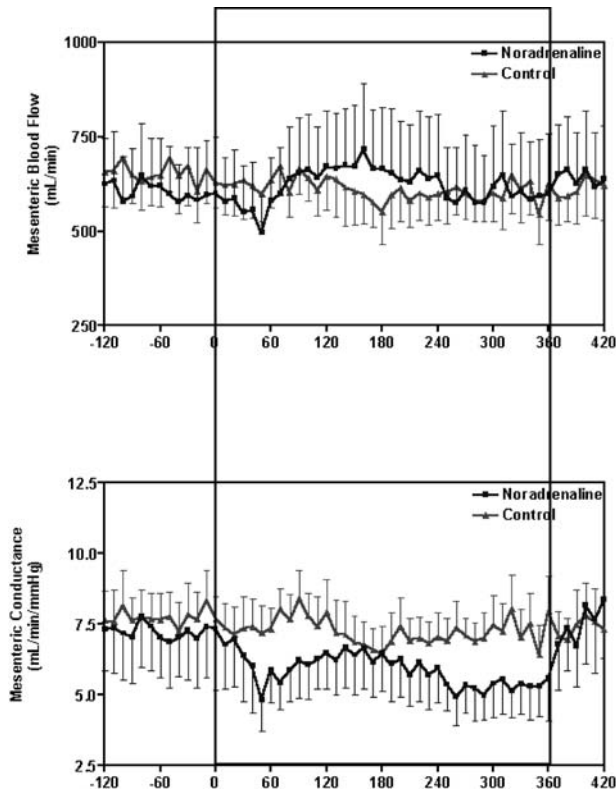 1000
750
500
250
Mesenteric Blood Flow
(mL/min)
Noradrenaline
Control
-120 -60 0 60 120 180 240 300 360 420
12.5
10.0
7.5
5.0
2.5
Mesenteric Conductance
(mL/min/mmHg)
Noradrenaline
Control
-120 -60 0 60 120 180 240 300 360 420